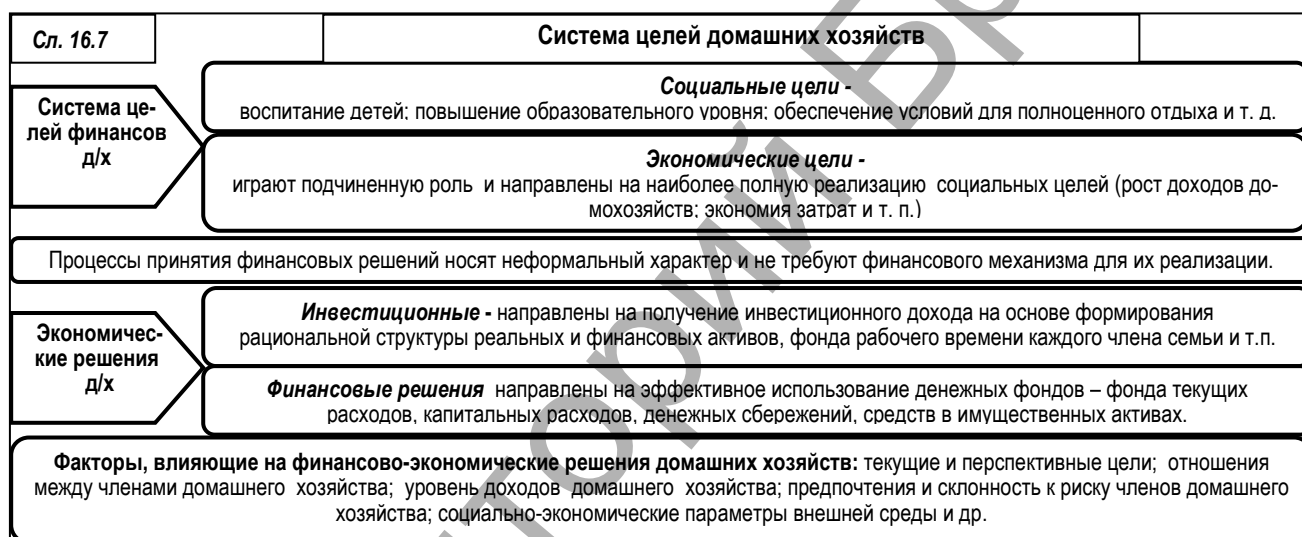 Сл. 16.7
Система целей домашних хозяйств
Система це-
лей финансов
д/х
Социальные цели -
воспитание детей; повышение образовательного уровня; обеспечение условий для полноценного отдыха и т. д.
Экономические цели -
играют подчиненную роль и направлены на наиболее полную реализацию социальных целей (рост доходов до-
мохозяйств; экономия затрат и т. п.)
Процессы принятия финансовых решений носят неформальный характер и не требуют финансового механизма для их реализации.
Экономичес-
кие решения
д/х
Инвестиционные - направлены на получение инвестиционного дохода на основе формирования
рациональной структуры реальных и финансовых активов, фонда рабочего времени каждого члена семьи и т.п.
Финансовые решения направлены на эффективное использование денежных фондов – фонда текущих
расходов, капитальных расходов, денежных сбережений, средств в имущественных активах.
Факторы, влияющие на финансово-экономические решения домашних хозяйств: текущие и перспективные цели; отношения
между членами домашнего хозяйства; уровень доходов домашнего хозяйства; предпочтения и склонность к риску членов домашнего
хозяйства; социально-экономические параметры внешней среды и др.